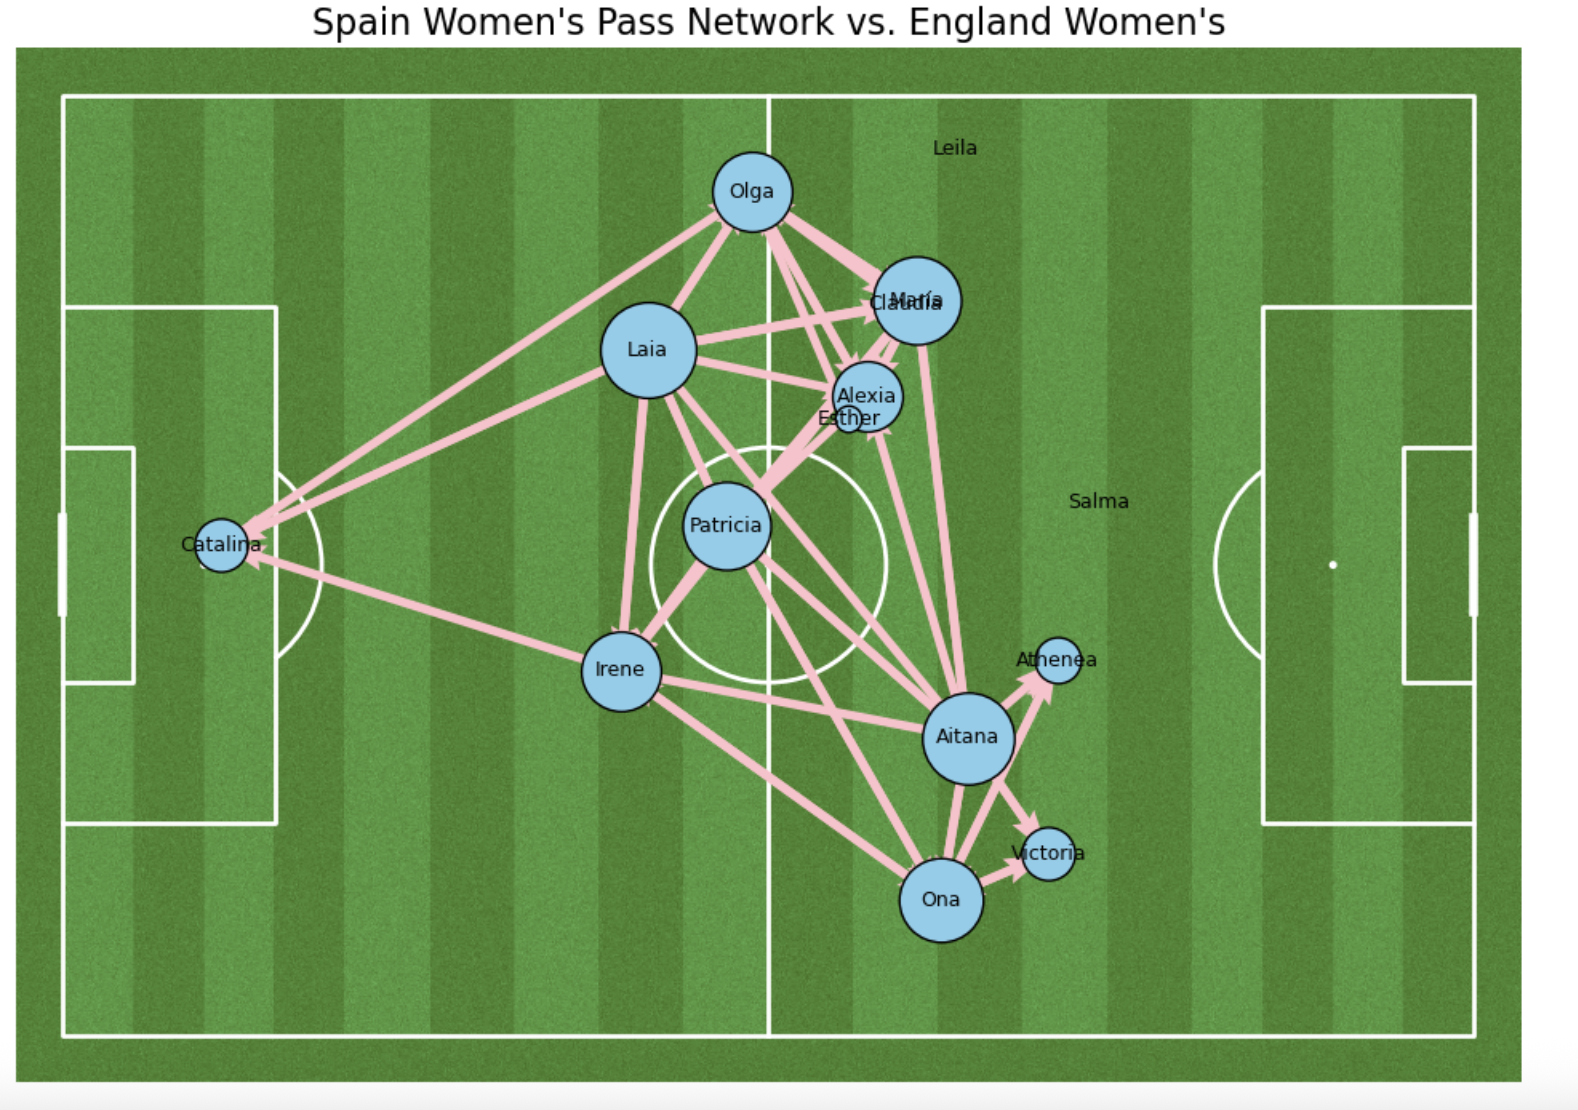 Spain Women's Pass Network vs. England Women's
Leila
Olga
María
Claudia
Laia
Alexia
Esther
Salma
Patricia
Catalina
Athenea
Irene
Aitana
Victoria
Ona